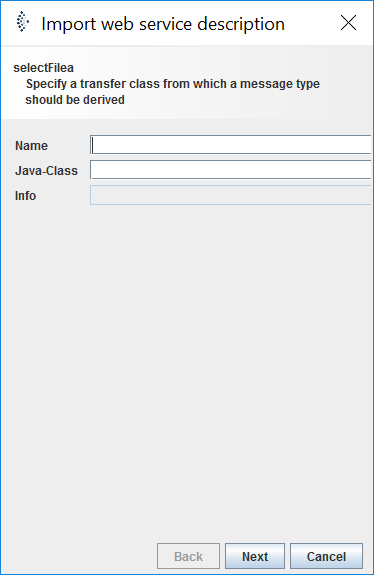 Import web service description
selectFilea
Specify a transfer class from which a message type
should be derived
Name
Java-Class
Info
Back Next Cancel